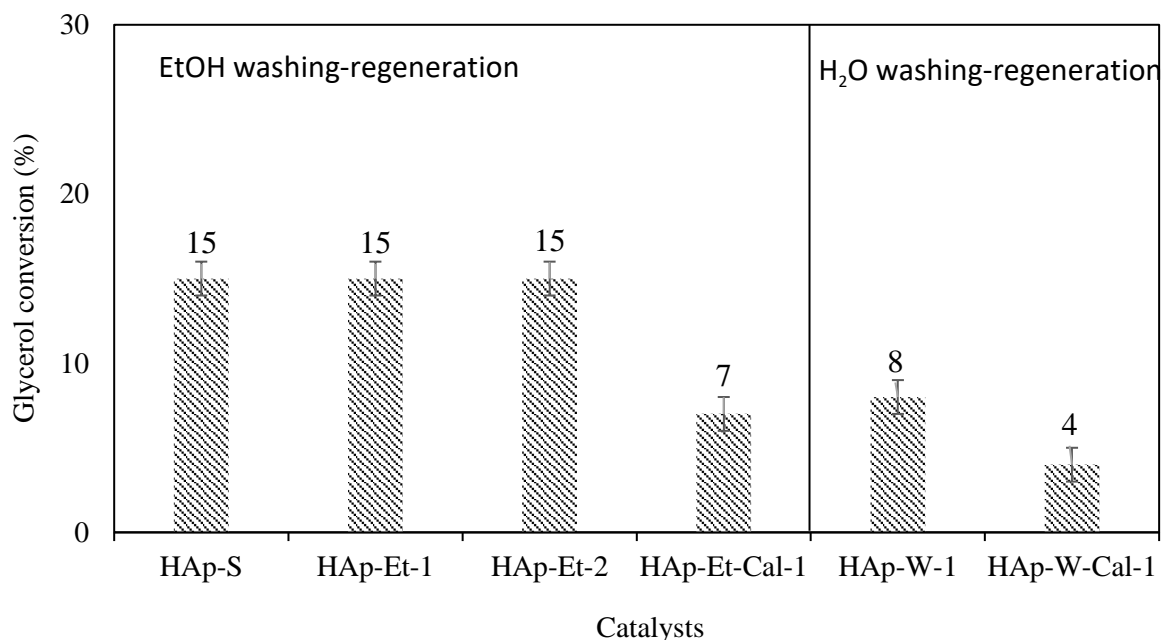 30
20
10
0
Glycerol conversion (%)
EtOH washing-regeneration
H₂O washing-regeneration
15
15
15
7
8
4
HAp-S
HAp-Et-1
HAp-Et-2
HAp-Et-Cal-1
HAp-W-1
HAp-W-Cal-1
Catalysts